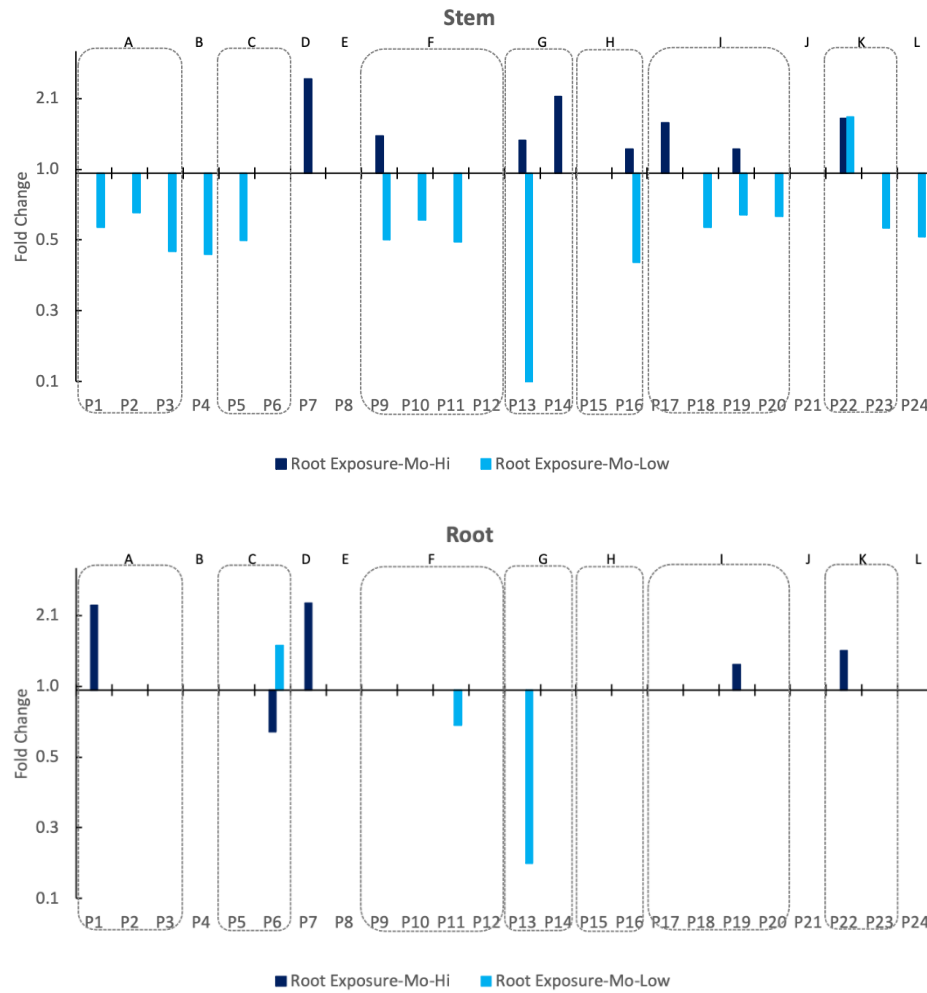 Stem
A B C D E F G H I J K L
2.1
1.0
0.5
0.3
0.1
Fold Change
P1 P2 P3 P4 P5 P6 P7 P8 P9 P10 P11 P12 P13 P14 P15 P16 P17 P18 P19 P20 P21 P22 P23 P24
Root Exposure-Mo-Hi Root Exposure-Mo-Low
Root
A B C D E F G H I J K L
2.1
1.0
0.5
0.3
0.1
Fold Change
P1 P2 P3 P4 P5 P6 P7 P8 P9 P10 P11 P12 P13 P14 P15 P16 P17 P18 P19 P20 P21 P22 P23 P24
Root Exposure-Mo-Hi Root Exposure-Mo-Low